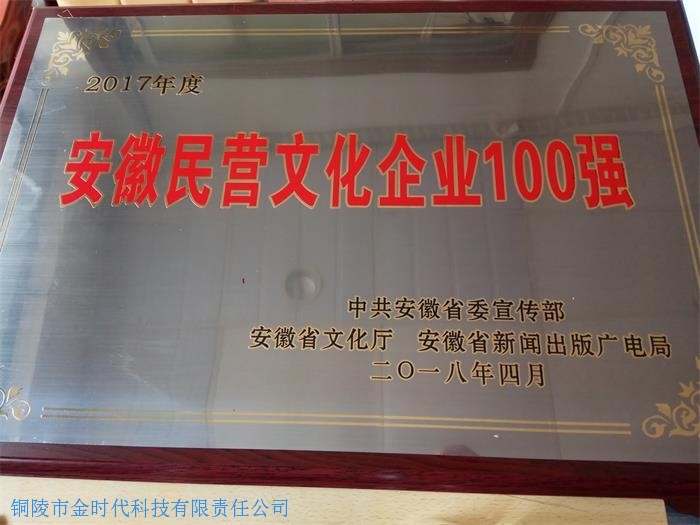 2017年度
安徽民营文化企业100强
中共安徽省委宣传部
安徽省文化厅 安徽省新闻出版广电局
二〇一八年四月
铜陵市金时代科技有限责任公司